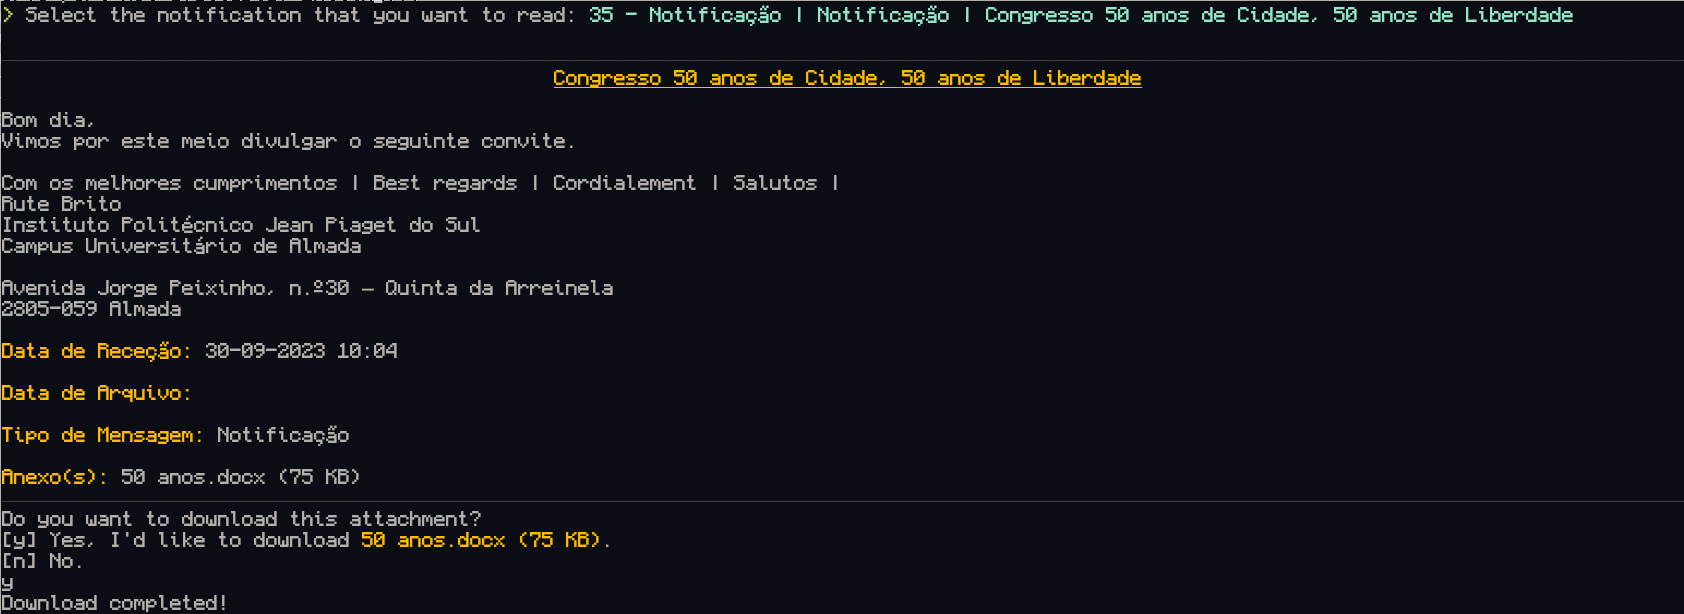 > Select the notification that you want to read: 35 - Notificação | Notificação | Congresso 50 anos de Cidade, 50 anos de Liberdade
Congresso 50 anos de Cidade, 50 anos de Liberdade
Bom dia,
Vimos por este meio divulgar o seguinte convite.
Com os melhores cumprimentos | Best regards | Cordialement | Salutos |
Rute Brito
Instituto Politécnico Jean Piaget do Sul
Campus Universitário de Almada
Avenida Jorge Peixinho, n.º30 – Quinta da Arreinela
2805-059 Almada
Data de Receção: 30-09-2023 10:04
Data de Arquivo:
Tipo de Mensagem: Notificação
Anexo(s): 50 anos.docx (75 KB)
Do you want to download this attachment?
[y] Yes, I'd like to download 50 anos.docx (75 KB).
[n] No.
y
Download completed!